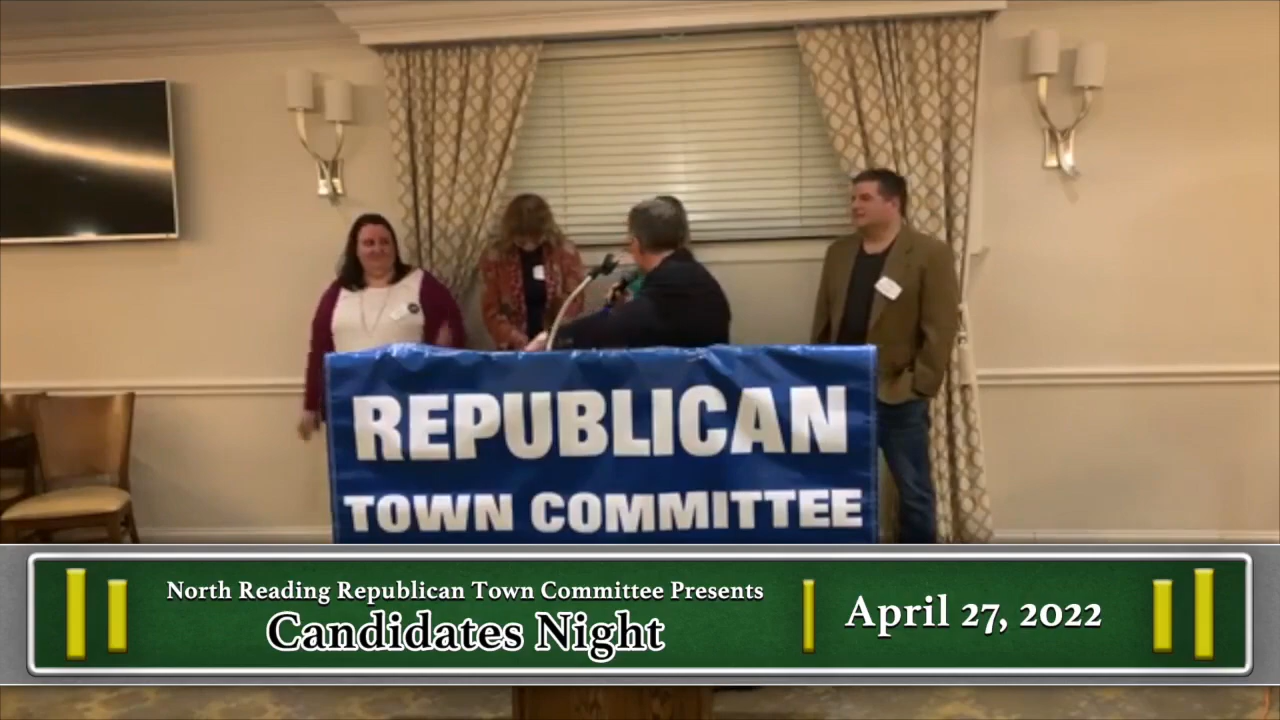 REPUBLICAN
TOWN COMMITTEE
North Reading Republican Town Committee Presents
Candidates Night
April 27, 2022